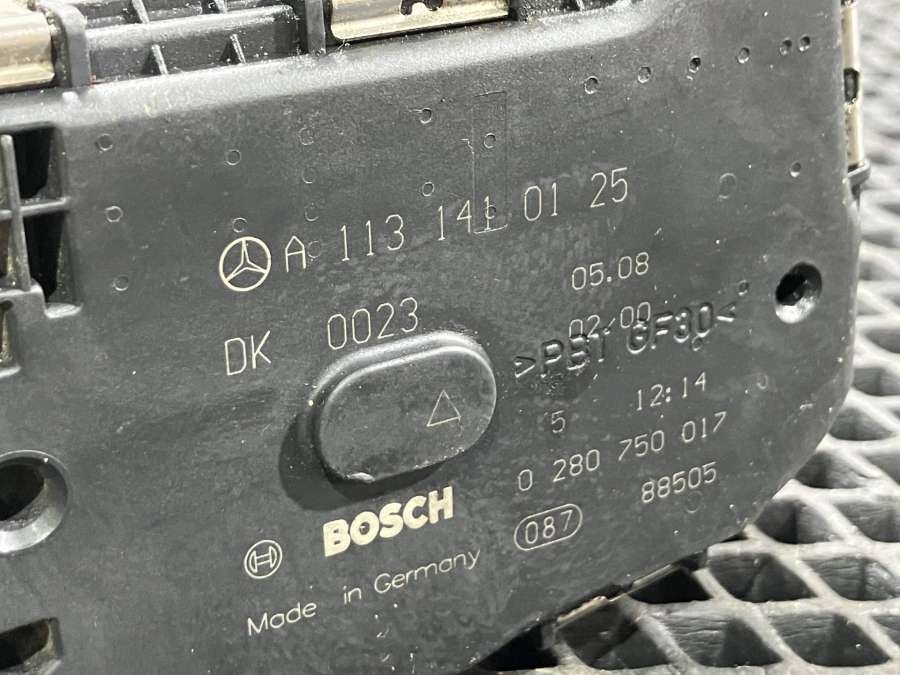 A 113 141 01 25
05.08
DK 0023
02.00
>PBT GF30<
5 12:14
0 280 750 017
BOSCH
087
88505
Made in Germany